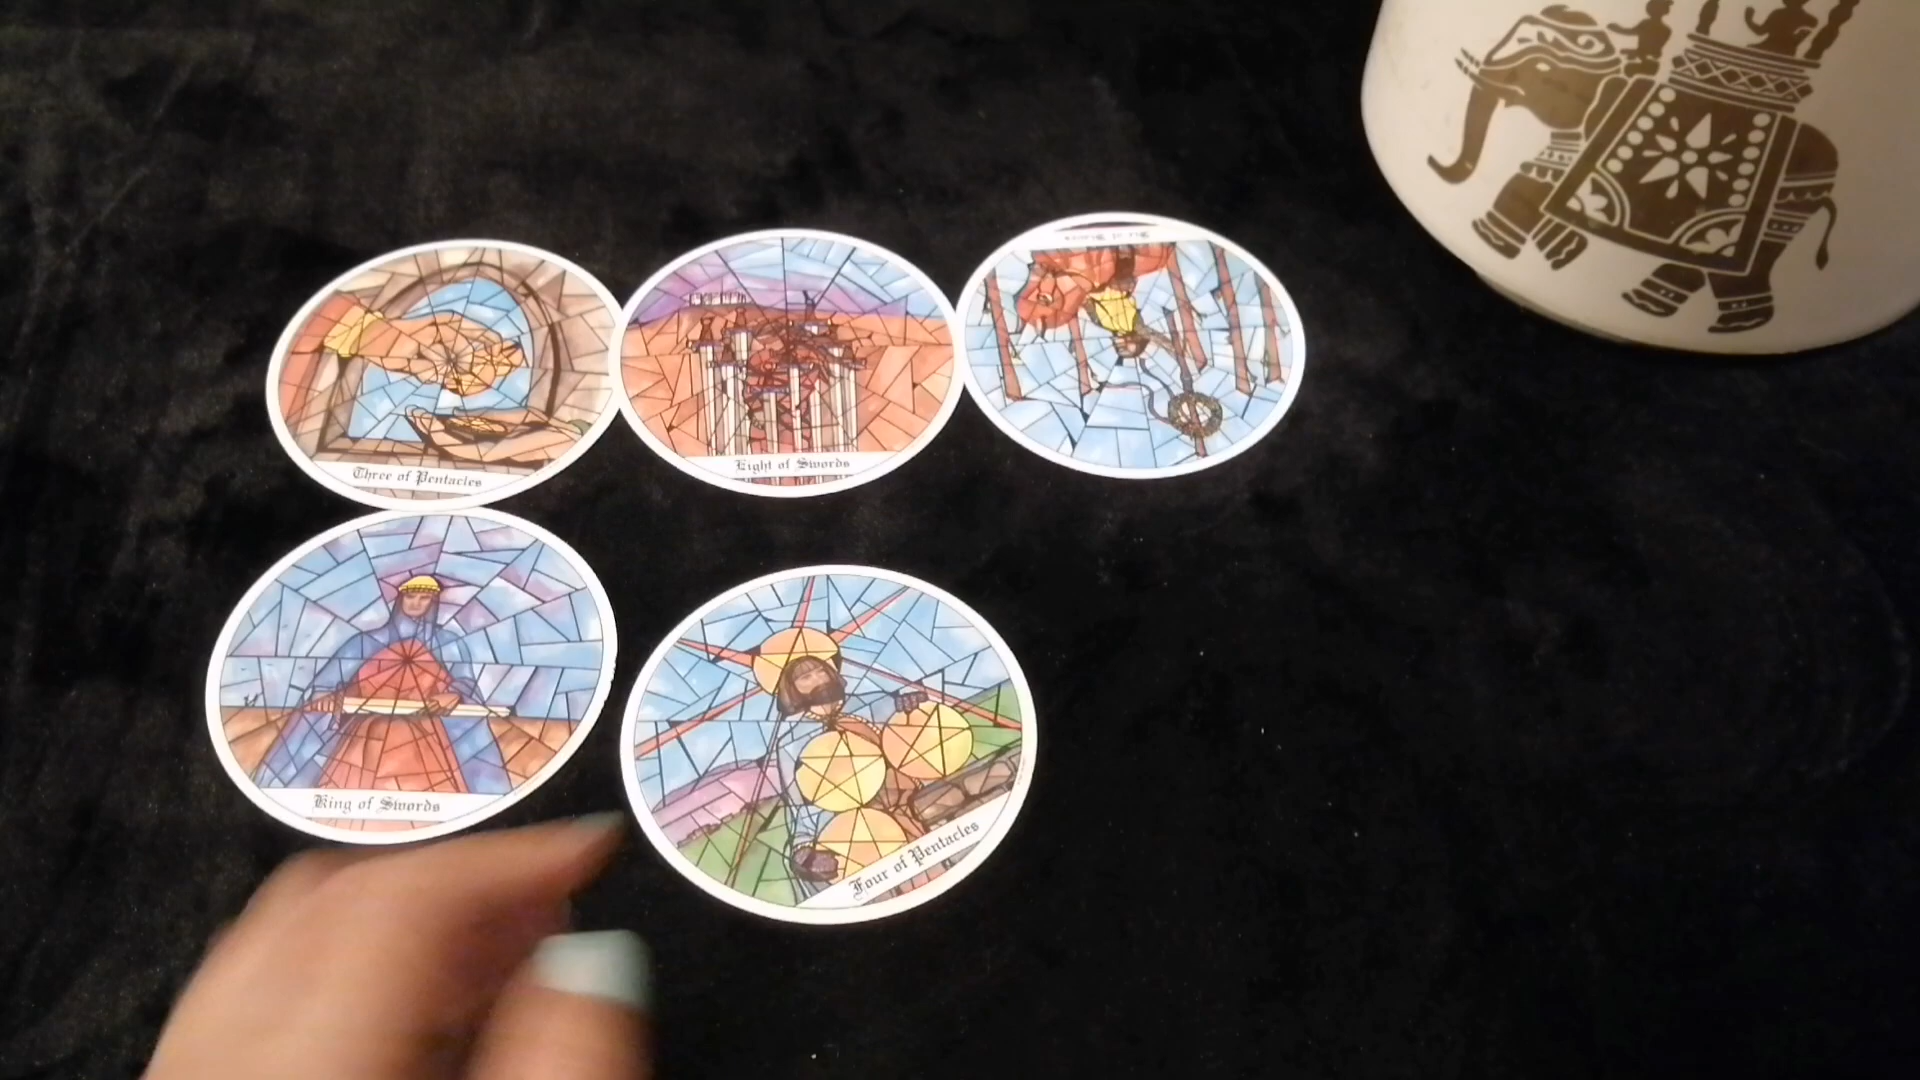 Three of Pentacles
Eight of Swords
King of Swords
Four of Pentacles